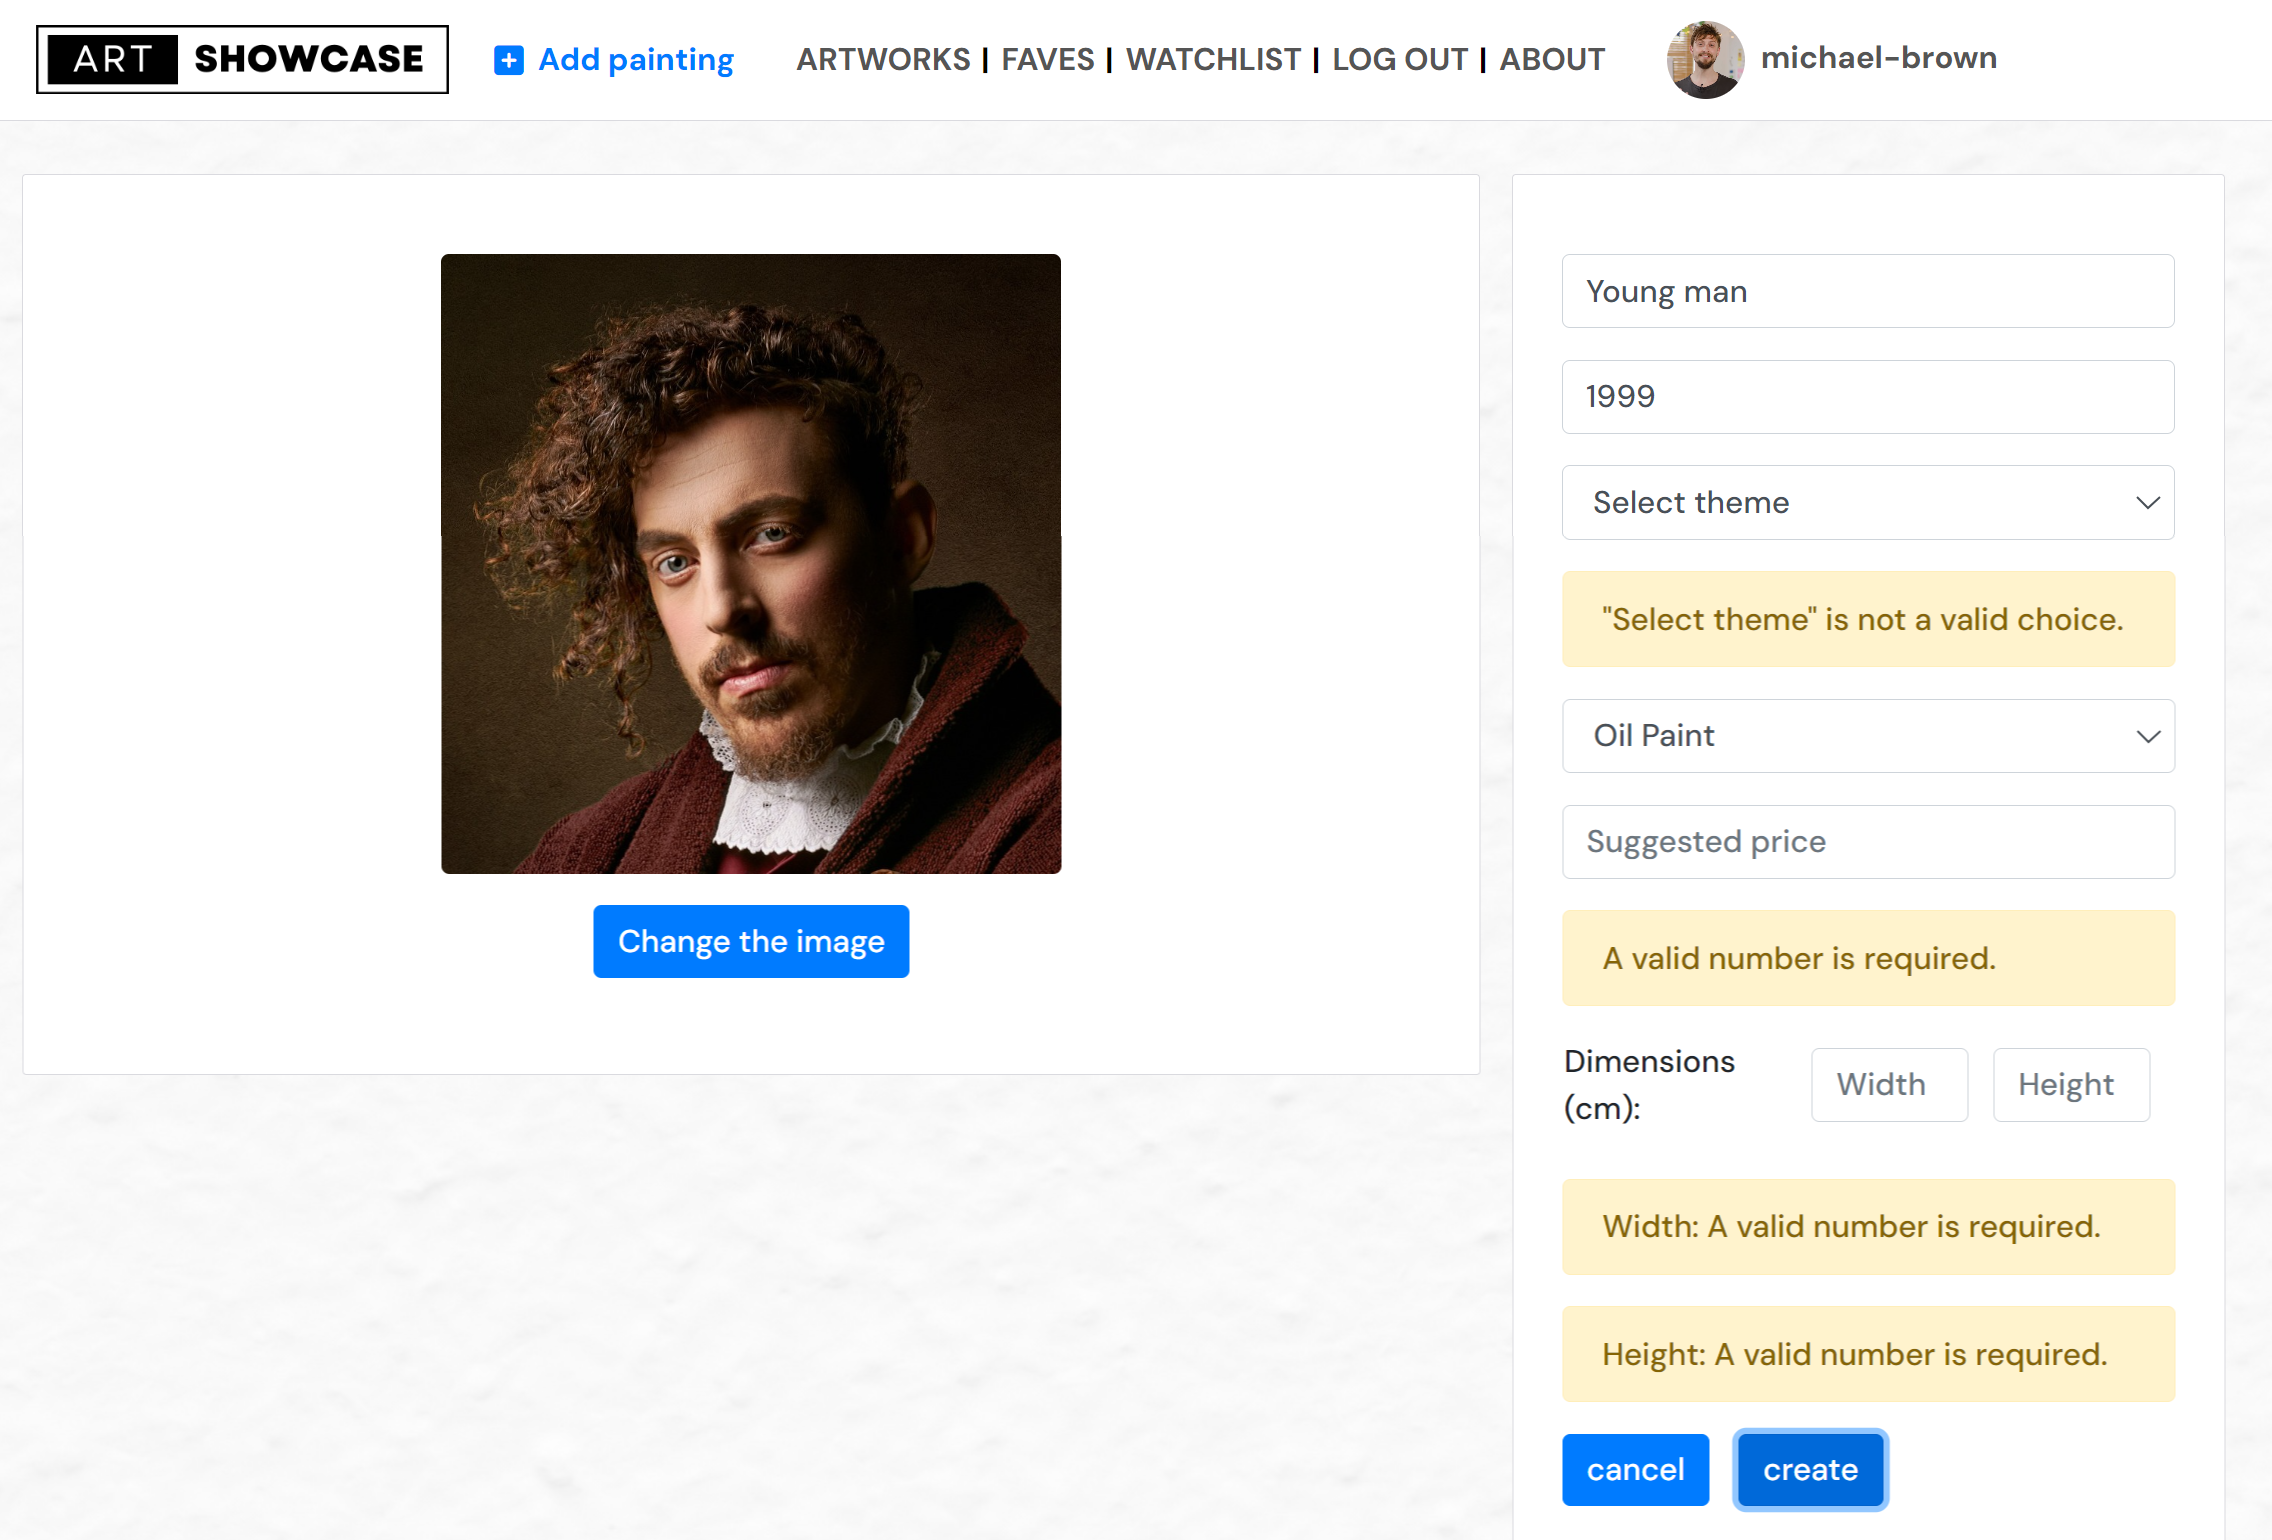 ART SHOWCASE
Add painting
ARTWORKS | FAVES | WATCHLIST | LOG OUT | ABOUT
michael-brown
Young man
1999
Select theme
"Select theme" is not a valid choice.
Oil Paint
Suggested price
A valid number is required.
Dimensions
(cm):
Width
Height
Width: A valid number is required.
Height: A valid number is required.
Change the image
cancel
create